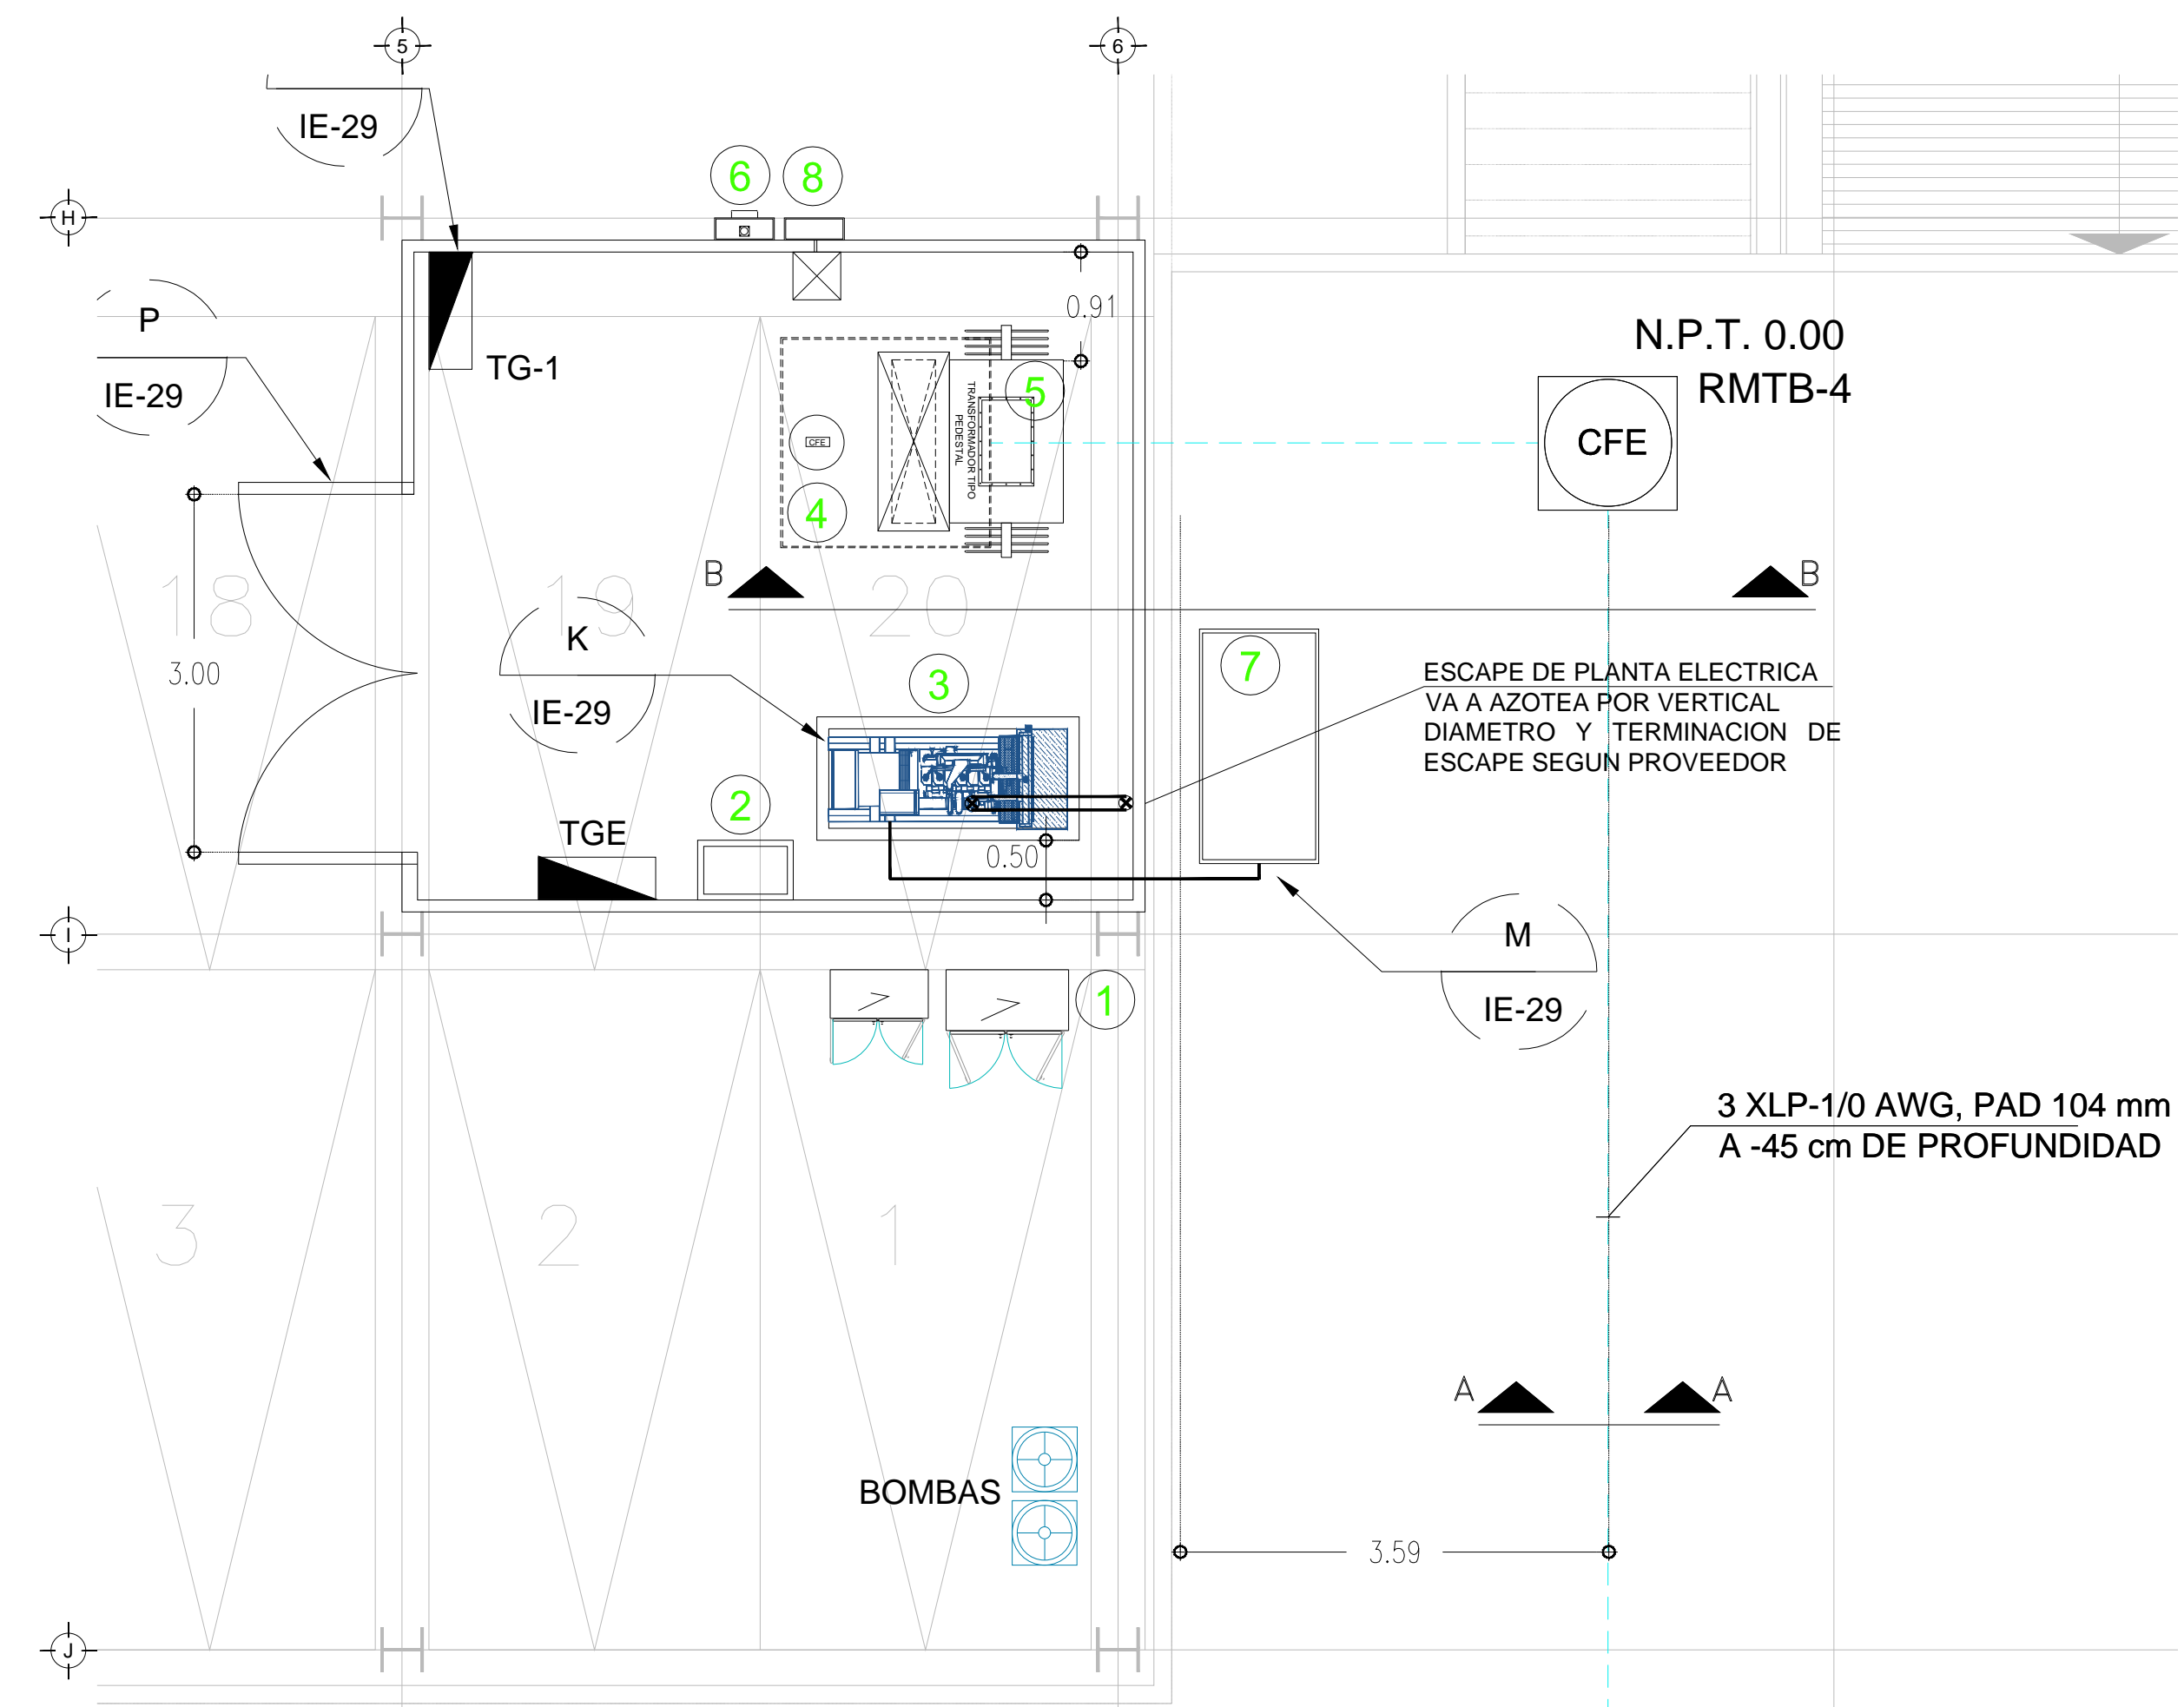 5
6
IE-29
6
8
H
P
IE-29
TG-1
0.91
N.P.T. 0.00
RMTB-4
5
TRANSFORMADOR TIPO
PEDESTAL
CFE
CFE
4
B
B
18
19
20
K
IE-29
3.00
3
7
ESCAPE DE PLANTA ELECTRICA
VA A AZOTEA POR VERTICAL
DIAMETRO Y TERMINACION DE
ESCAPE SEGUN PROVEEDOR
2
TGE
0.50
I
M
IE-29
1
3 XLP-1/0 AWG, PAD 104 mm
A -45 cm DE PROFUNDIDAD
3
2
1
A
A
BOMBAS
3.59
J